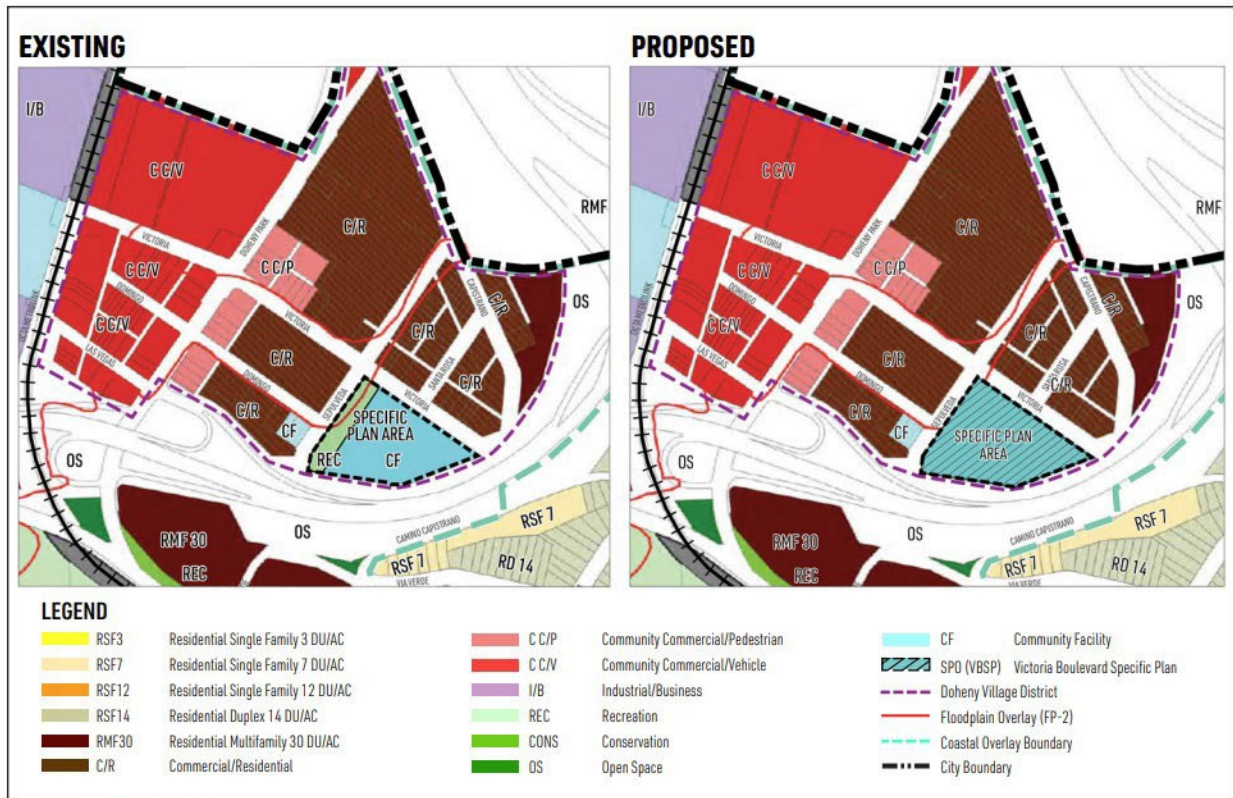 EXISTING
I/B
C C/V
DOHENY PARK
C/R
RMF
VICTORIA
C C/P
C C/V
DOMINGO
OCTA METROLINK
C C/V
LAS VEGAS
VICTORIA
CAPISTRANO
C/R
OS
C/R
C/R
SANTA ROSA
C/R
DOMINGO
SEPULVEDA
VICTORIA
C/R
CF
SPECIFIC
PLAN AREA
REC
CF
OS
OS
RMF 30
REC
CAMINO CAPISTRANO
RSF 7
RSF 7
RD 14
VIA VERDE
PROPOSED
I/B
C C/V
DOHENY PARK
C/R
RMF
VICTORIA
C C/P
C C/V
DOMINGO
OCTA METROLINK
C C/V
LAS VEGAS
VICTORIA
CAPISTRANO
C/R
OS
C/R
C/R
SANTA ROSA
C/R
DOMINGO
SEPULVEDA
VICTORIA
C/R
CF
SPECIFIC PLAN
AREA
OS
OS
RMF 30
REC
CAMINO CAPISTRANO
RSF 7
RSF 7
RD 14
VIA VERDE
LEGEND
RSF3 Residential Single Family 3 DU/AC
RSF7 Residential Single Family 7 DU/AC
RSF12 Residential Single Family 12 DU/AC
RSF14 Residential Duplex 14 DU/AC
RMF30 Residential Multifamily 30 DU/AC
C/R Commercial/Residential
C C/P Community Commercial/Pedestrian
C C/V Community Commercial/Vehicle
I/B Industrial/Business
REC Recreation
CONS Conservation
OS Open Space
CF Community Facility
SPO (VBSP) Victoria Boulevard Specific Plan
Doheny Village District
Floodplain Overlay (FP-2)
Coastal Overlay Boundary
City Boundary